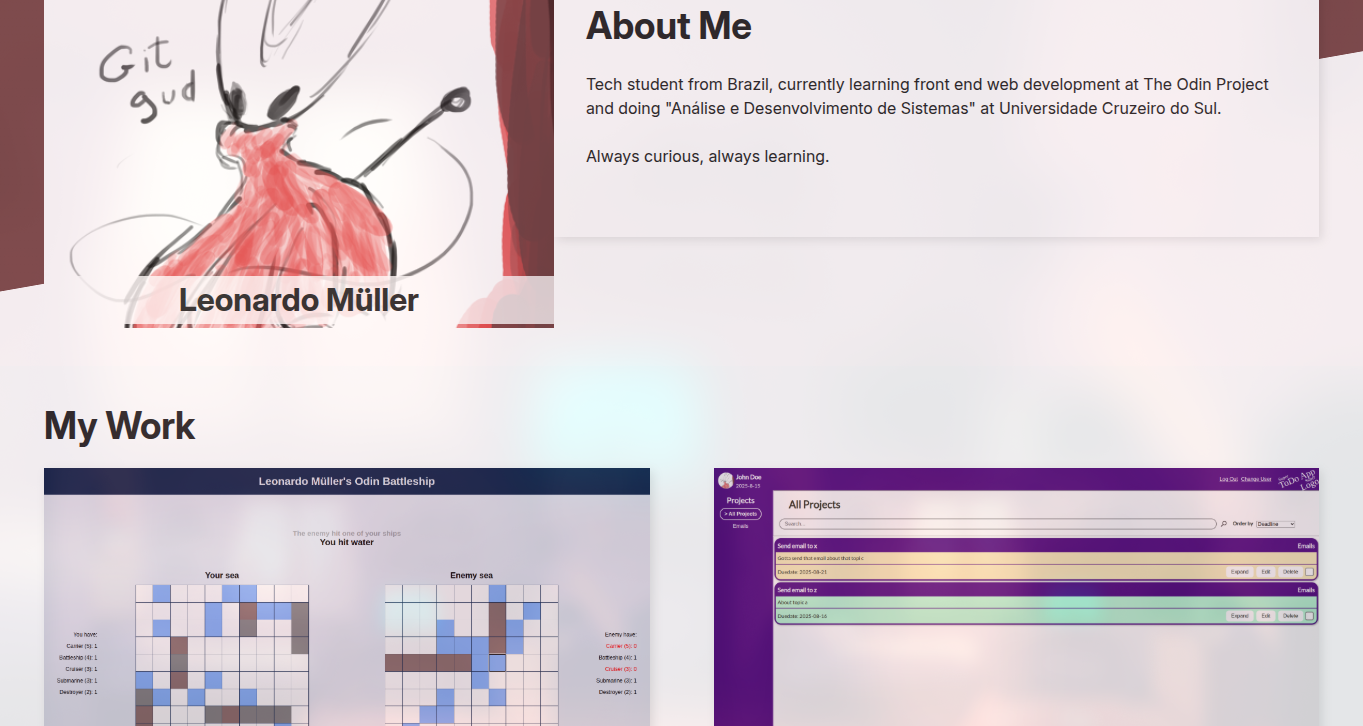 Git
gud
Leonardo Müller
About Me
Tech student from Brazil, currently learning front end web development at The Odin Project
and doing "Análise e Desenvolvimento de Sistemas" at Universidade Cruzeiro do Sul.
Always curious, always learning.
My Work
Leonardo Müller's Odin Battleship
The enemy hit one of your ships
You hit water
Your sea
Enemy sea
You have:
Carrier (5): 1
Battleship (4): 1
Cruiser (3): 1
Submarine (3): 1
Destroyer (2): 1
Enemy have:
Carrier (5): 0
Battleship (4): 1
Cruiser (3): 0
Submarine (3): 1
Destroyer (2): 1
John Doe
2025-8-15
Log Out Change User
ToDo App
Logo
Projects
> All Projects
Emails
All Projects
Search...
Order by
Deadline
Send email to x
Emails
Gotta send that email about that topic
Duedate: 2025-08-21
Expand Edit Delete
Send email to z
Emails
About topic a
Duedate: 2025-08-16
Expand Edit Delete